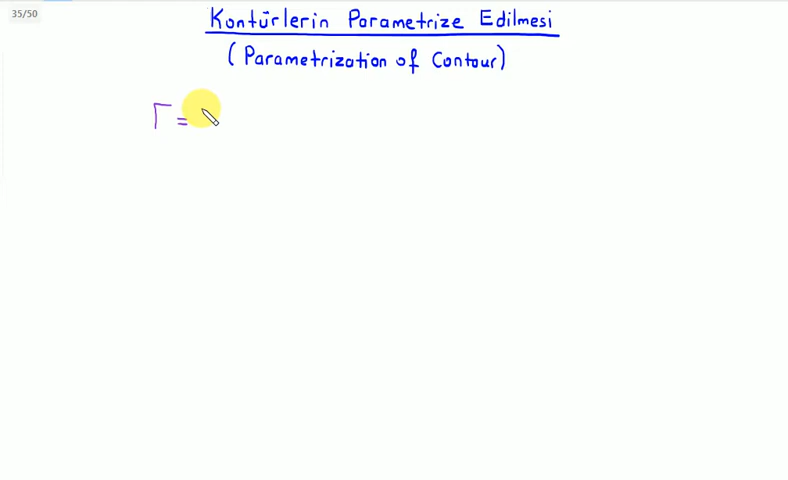 35/50
Kontürlerin Parametrize Edilmesi
(Parametrization of Contour)
Γ =